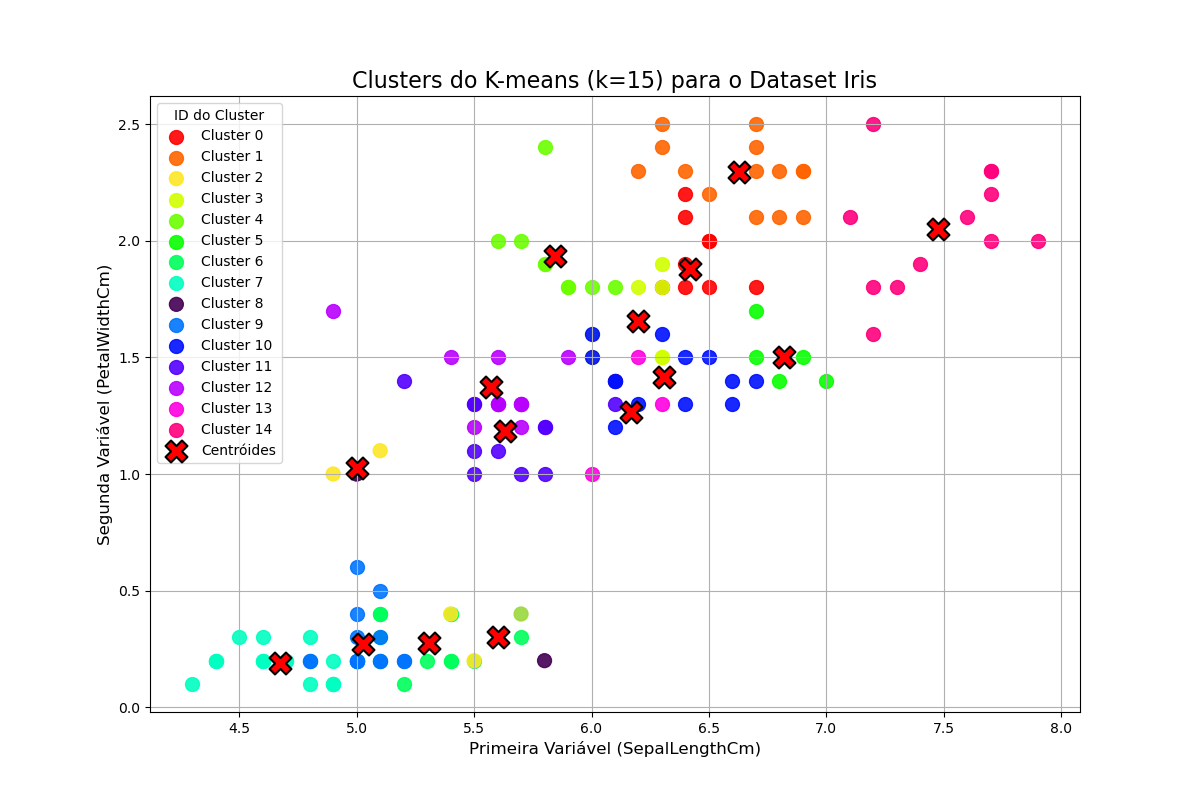 Clusters do K-means (k=15) para o Dataset Iris
ID do Cluster
Cluster 0
Cluster 1
Cluster 2
Cluster 3
Cluster 4
Cluster 5
Cluster 6
Cluster 7
Cluster 8
Cluster 9
Cluster 10
Cluster 11
Cluster 12
Cluster 13
Cluster 14
Centróides
Segunda Variável (PetalWidthCm)
2.5
2.0
1.5
1.0
0.5
0.0
4.5 5.0 5.5 6.0 6.5 7.0 7.5 8.0
Primeira Variável (SepalLengthCm)